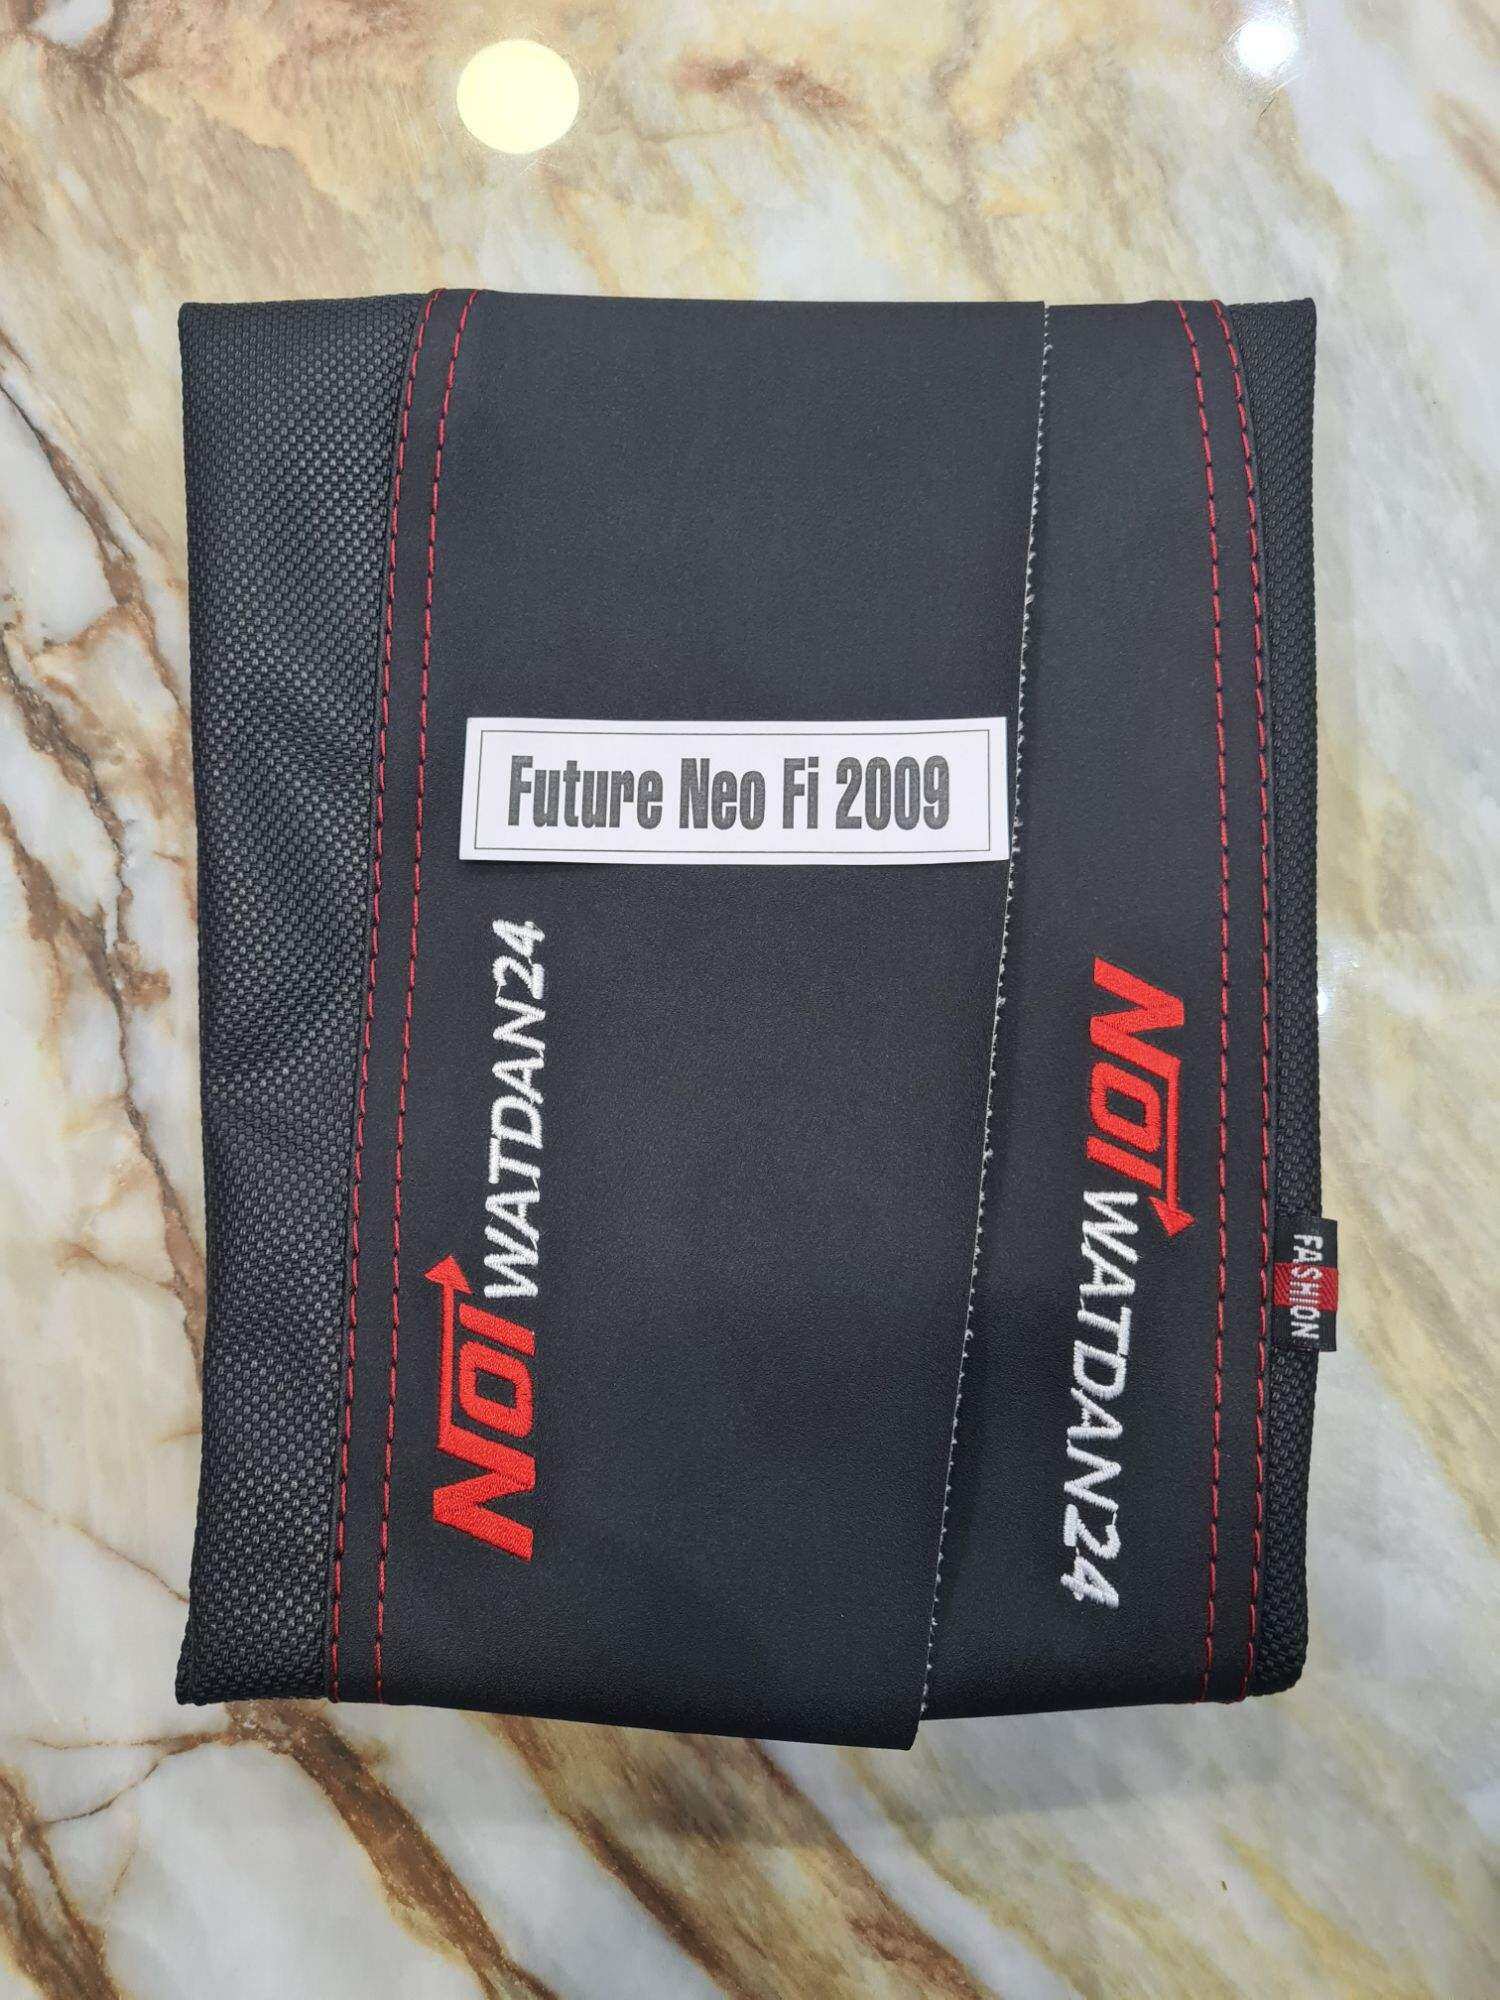 Future Neo Fi 2009
NOI WATDAN24
NOI WATDAN24
FASHION